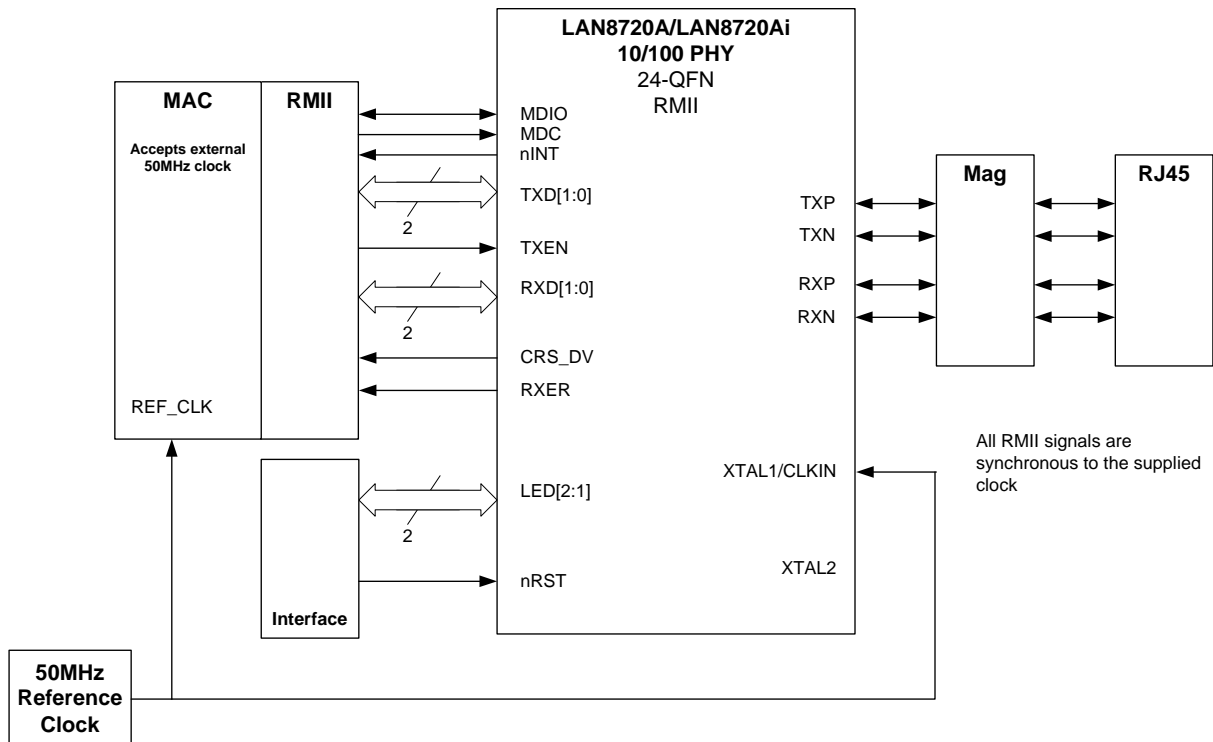 LAN8720A/LAN8720Ai
10/100 PHY
24-QFN
RMII
MAC
RMII
Accepts external
50MHz clock
REF_CLK
MDIO
MDC
nINT
TXD[1:0]
2
TXEN
RXD[1:0]
2
CRS_DV
RXER
LED[2:1]
2
nRST
Interface
TXP
TXN
RXP
RXN
XTAL1/CLKIN
XTAL2
Mag
RJ45
All RMII signals are
synchronous to the supplied
clock
50MHz
Reference
Clock